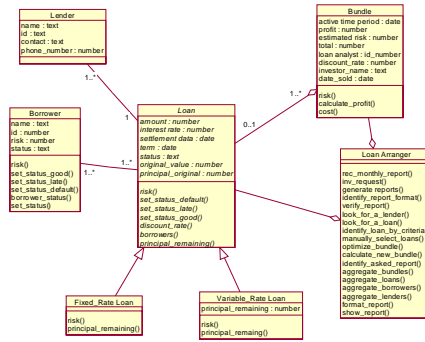 Lender
name : text
id : text
contact : text
phone_number : number
1..*
1
Bundle
active time period : date
profit : number
estimated risk : number
total : number
loan analyst : id_number
discount_rate : number
investor_name : text
date_sold : date
risk()
calculate_profit()
cost()
1..*
0..1
Borrower
name : text
id : number
risk : number
status : text
risk()
set_status_good()
set_status_late()
set_status_default()
borrower_status()
set_status()
1..*
1..*
Loan
amount : number
interest rate : number
settlement data : date
term : date
status : text
original_value : number
principal_original : number
risk()
set_status_default()
set_status_late()
set_status_good()
discount_rate()
borrowers()
principal_remaining()
Loan Arranger
rec_monthly_report()
inv_request()
generate reports()
identify_report_format()
verify_report()
look_for_a_lender()
look_for_a_loan()
identify_loan_by_criteria()
manually_select_loans()
optimize_bundle()
calculate_new_bundle()
identify_asked_report()
aggregate_bundles()
aggregate_loans()
aggregate_borrowers()
aggregate_lenders()
format_report()
show_report()
Fixed_Rate Loan
risk()
principal_remaining()
Variable_Rate Loan
principal_remaining : number
risk()
principal_remaing()